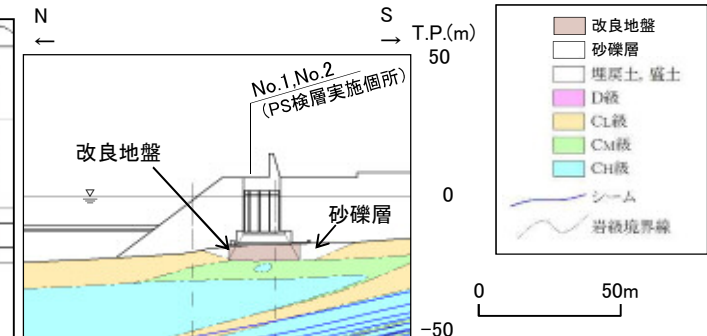 N
S
T.P.(m)
50
No.1,No.2
(PS検層実施個所)
改良地盤
砂礫層
0
-50
改良地盤
砂礫層
埋戻土, 盛土
D級
CL級
CM級
CH級
シーム
岩級境界線
0
50m